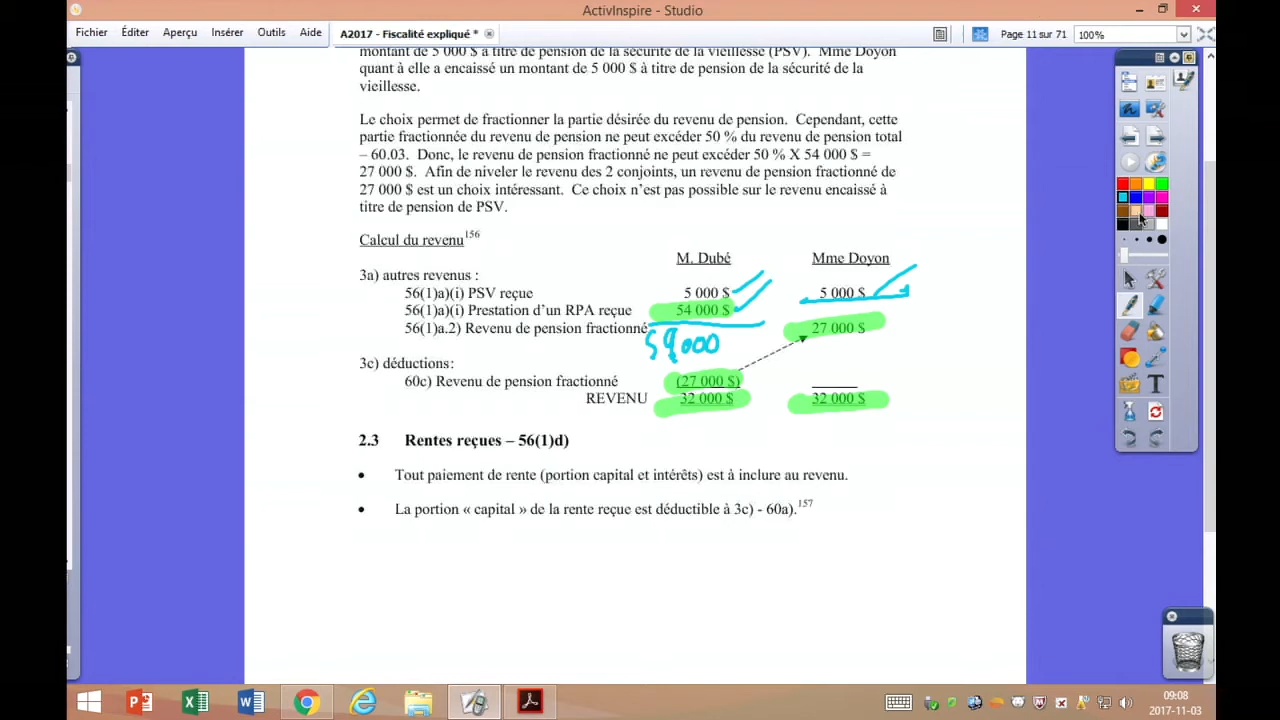 ActivInspire - Studio
Fichier Éditer Aperçu Insérer Outils Aide A2017 - Fiscalité expliqué * Page 11 sur 71 100%
montant de 5 000 $ à titre de pension de la sécurité de la vieillesse (PSV). Mme Doyon
quant à elle a encaissé un montant de 5 000 $ à titre de pension de la sécurité de la
vieillesse.
Le choix permet de fractionner la partie désirée du revenu de pension. Cependant, cette
partie fractionnée du revenu de pension ne peut excéder 50 % du revenu de pension total
– 60.03. Donc, le revenu de pension fractionné ne peut excéder 50 % X 54 000 $ =
27 000 $. Afin de niveler le revenu des 2 conjoints, un revenu de pension fractionné de
27 000 $ est un choix intéressant. Ce choix n’est pas possible sur le revenu encaissé à
titre de pension de PSV.
Calcul du revenu156
M. Dubé Mme Doyon
3a) autres revenus :
56(1)a)(i) PSV reçue 5 000 $ 5 000 $
56(1)a)(i) Prestation d’un RPA reçue 54 000 $
56(1)a.2) Revenu de pension fractionné 27 000 $
59 000
3c) déductions:
60c) Revenu de pension fractionné (27 000 $)
REVENU 32 000 $ 32 000 $
2.3 Rentes reçues – 56(1)d)
• Tout paiement de rente (portion capital et intérêts) est à inclure au revenu.
• La portion « capital » de la rente reçue est déductible à 3c) - 60a).157
09:08
2017-11-03